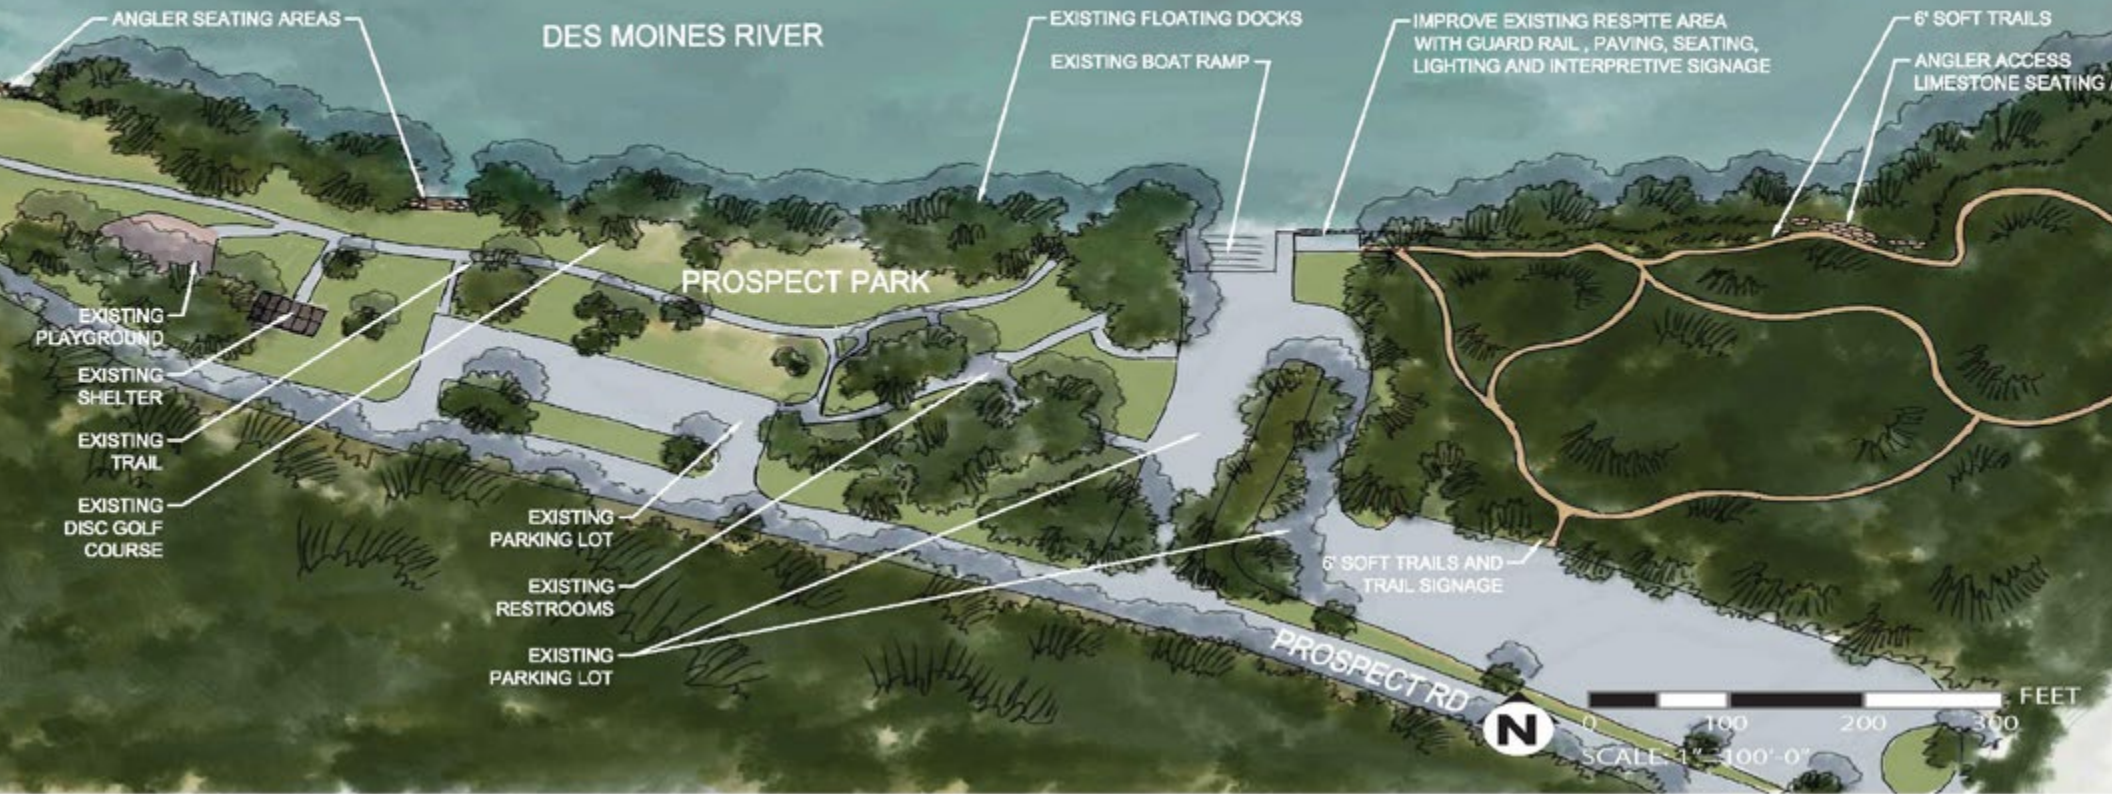 ANGLER SEATING AREAS
DES MOINES RIVER
EXISTING FLOATING DOCKS
EXISTING BOAT RAMP
IMPROVE EXISTING RESPITE AREA
WITH GUARD RAIL , PAVING, SEATING,
LIGHTING AND INTERPRETIVE SIGNAGE
6' SOFT TRAILS
ANGLER ACCESS
LIMESTONE SEATING
PROSPECT PARK
EXISTING
PLAYGROUND
EXISTING
SHELTER
EXISTING
TRAIL
EXISTING
DISC GOLF
COURSE
EXISTING
PARKING LOT
EXISTING
RESTROOMS
EXISTING
PARKING LOT
6' SOFT TRAILS AND
TRAIL SIGNAGE
PROSPECT RD
N
FEET
0 100 200 300
SCALE: 1" 100'-0"